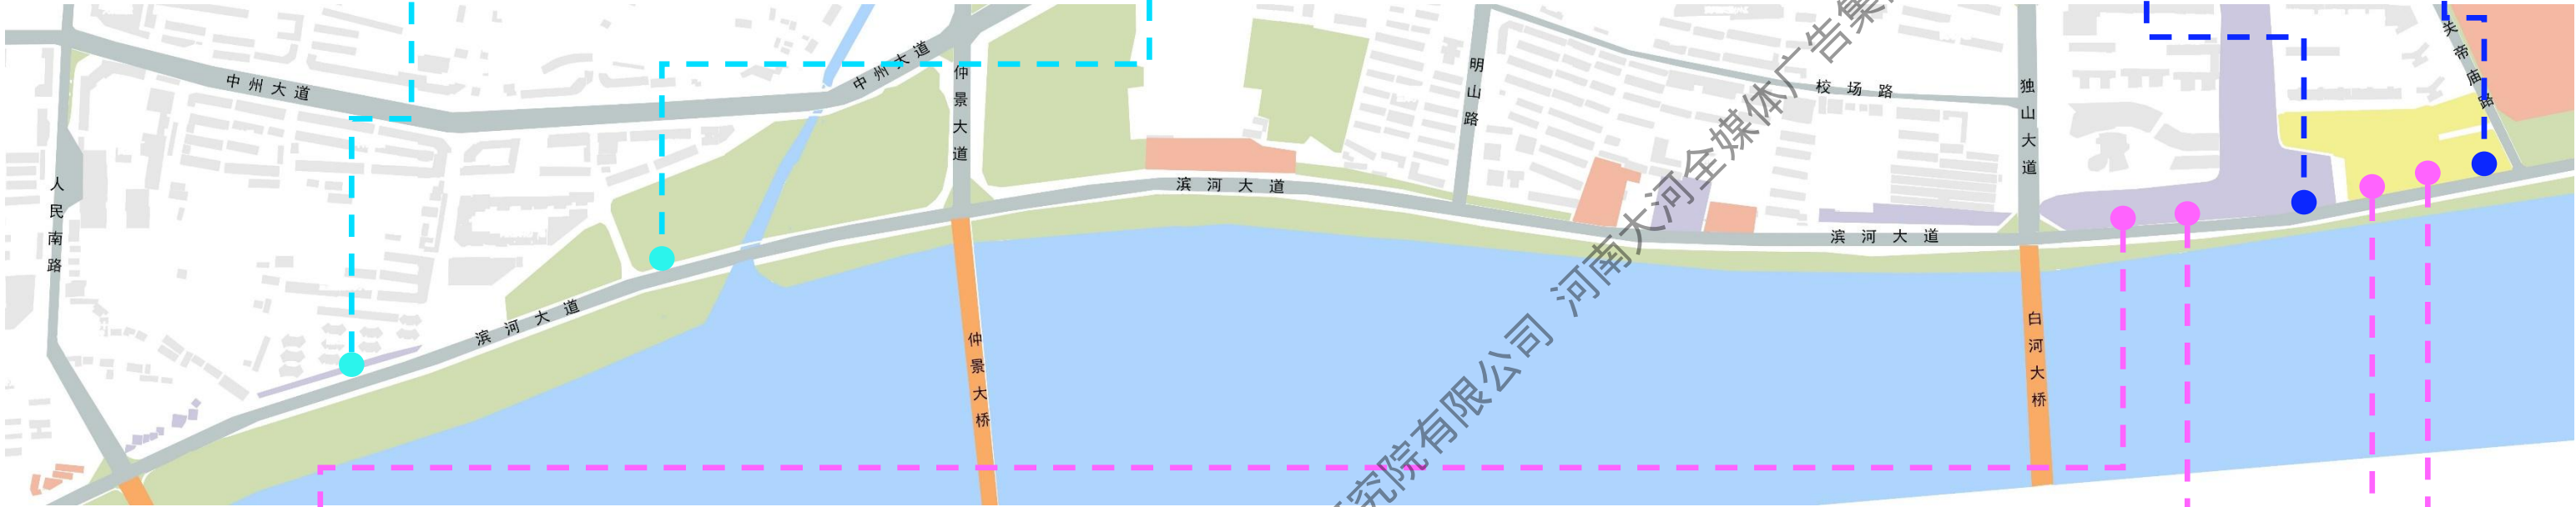 中州大道
中州大道
仲景大道
明山路
校场路
独山大道
关帝庙路
人民南路
滨河大道
滨河大道
滨河大道
仲景大桥
白河大桥
究院有限公司 河南大河全媒体广告集